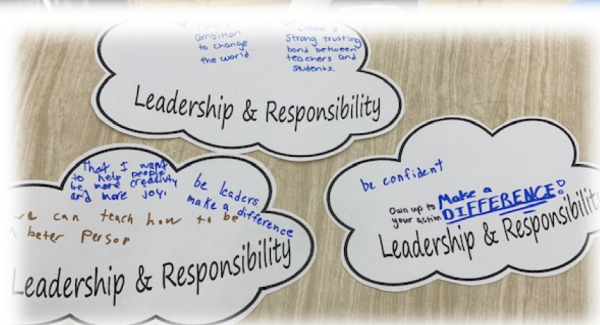 ambition
to change
the world
Strong trusting
bond between
teachers and
students.
Leadership & Responsibility
That I want
to help people
be more creativity
and more joy.
be leaders
make a difference
we can teach how to be
a beter person
Leadership & Responsibility
be confident
Own up to
your action
Make a
DIFFERENCE!
Leadership & Responsibility